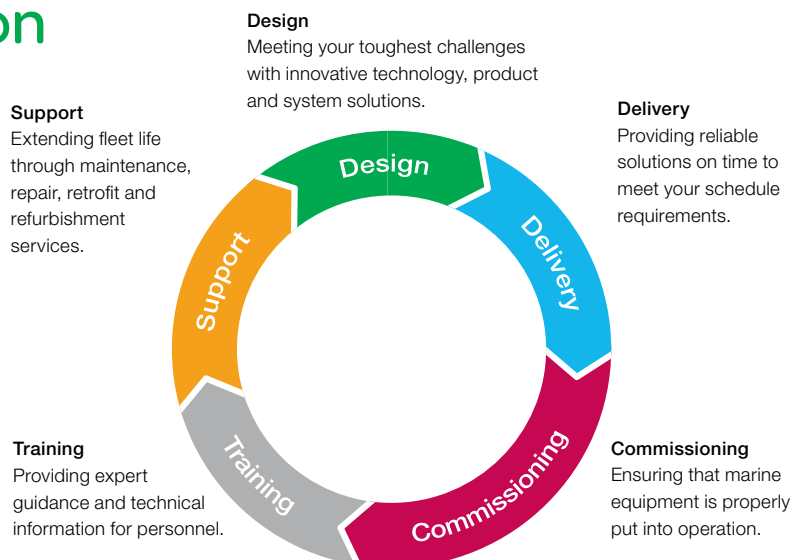 on
Design
Meeting your toughest challenges
with innovative technology, product
and system solutions.
Support
Extending fleet life
through maintenance,
repair, retrofit and
refurbishment
services.
Delivery
Providing reliable
solutions on time to
meet your schedule
requirements.
Design
Delivery
Support
Training
Commissioning
Training
Providing expert
guidance and technical
information for personnel.
Commissioning
Ensuring that marine
equipment is properly
put into operation.